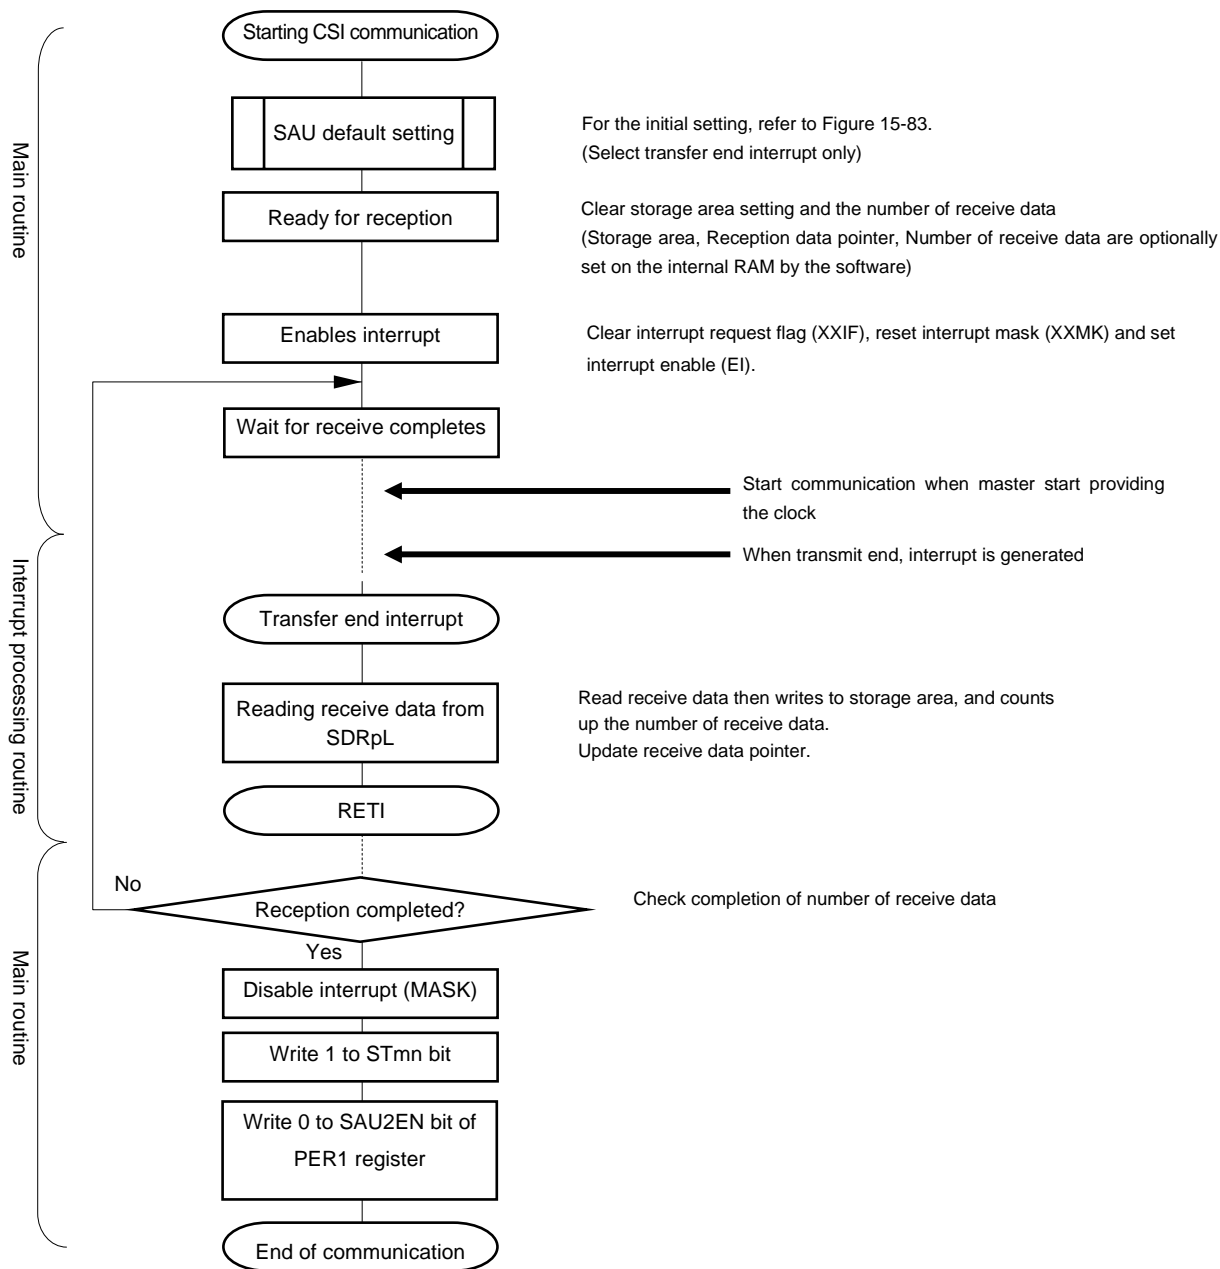 Starting CSI communication
Main routine
SAU default setting
For the initial setting, refer to Figure 15-83.
(Select transfer end interrupt only)
Ready for reception
Clear storage area setting and the number of receive data
(Storage area, Reception data pointer, Number of receive data are optionally
set on the internal RAM by the software)
Enables interrupt
Clear interrupt request flag (XXIF), reset interrupt mask (XXMK) and set
interrupt enable (EI).
Wait for receive completes
Start communication when master start providing
the clock
When transmit end, interrupt is generated
Interrupt processing routine
Transfer end interrupt
Reading receive data from
SDRpL
Read receive data then writes to storage area, and counts
up the number of receive data.
Update receive data pointer.
RETI
No
Reception completed?
Check completion of number of receive data
Yes
Main routine
Disable interrupt (MASK)
Write 1 to STmn bit
Write 0 to SAU2EN bit of
PER1 register
End of communication